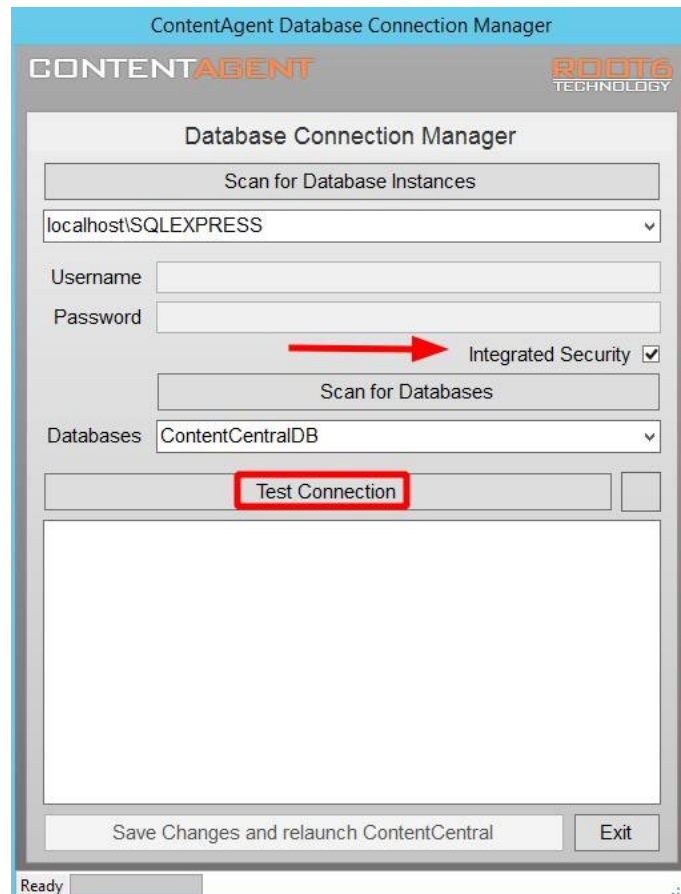 ContentAgent Database Connection Manager
CONTENTAGENT
ROOT6
TECHNOLOGY
Database Connection Manager
Scan for Database Instances
localhost\SQLEXPRESS
Username
Password
Integrated Security
Scan for Databases
Databases ContentCentralDB
Test Connection
Save Changes and relaunch ContentCentral Exit
Ready